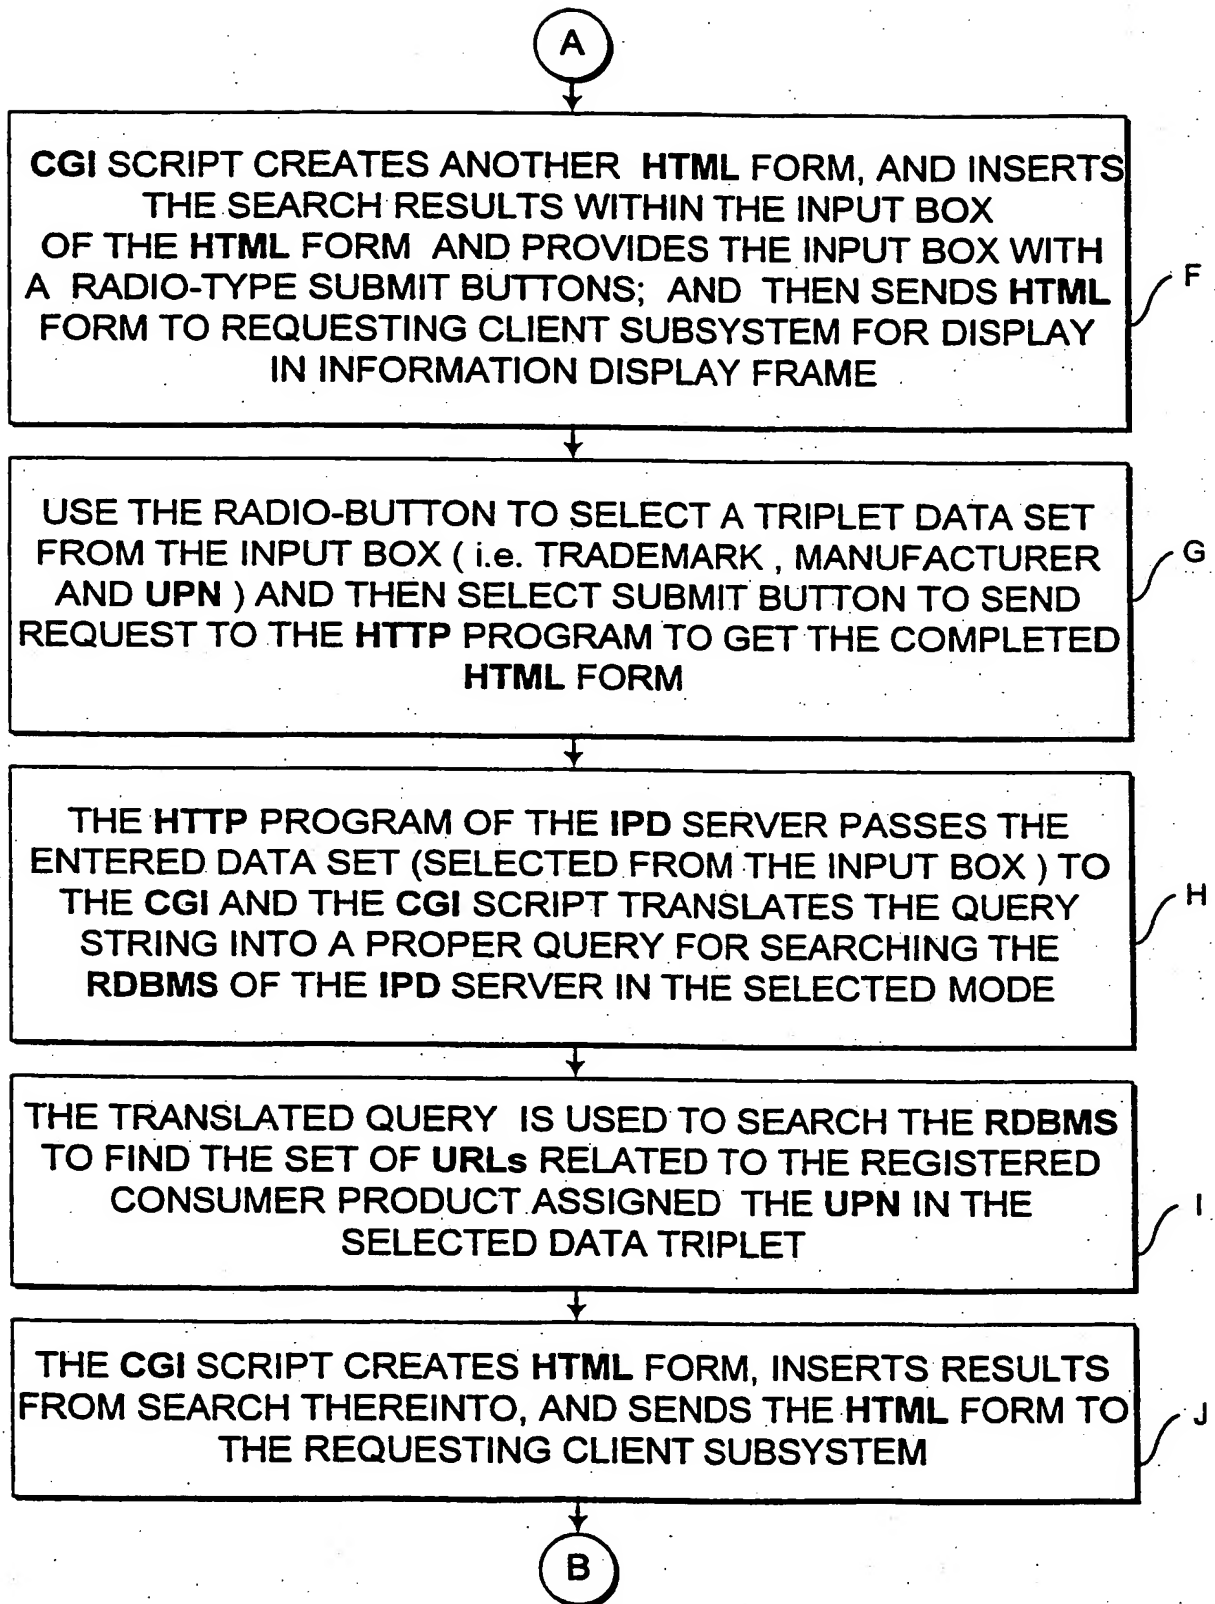 A
CGI SCRIPT CREATES ANOTHER HTML FORM, AND INSERTS
THE SEARCH RESULTS WITHIN THE INPUT BOX
OF THE HTML FORM AND PROVIDES THE INPUT BOX WITH
A RADIO-TYPE SUBMIT BUTTONS; AND THEN SENDS HTML
FORM TO REQUESTING CLIENT SUBSYSTEM FOR DISPLAY
IN INFORMATION DISPLAY FRAME
F
USE THE RADIO-BUTTON TO SELECT A TRIPLET DATA SET
FROM THE INPUT BOX ( i.e. TRADEMARK , MANUFACTURER
AND UPN ) AND THEN SELECT SUBMIT BUTTON TO SEND
REQUEST TO THE HTTP PROGRAM TO GET THE COMPLETED
HTML FORM
G
THE HTTP PROGRAM OF THE IPD SERVER PASSES THE
ENTERED DATA SET (SELECTED FROM THE INPUT BOX ) TO
THE CGI AND THE CGI SCRIPT TRANSLATES THE QUERY
STRING INTO A PROPER QUERY FOR SEARCHING THE
RDBMS OF THE IPD SERVER IN THE SELECTED MODE
H
THE TRANSLATED QUERY IS USED TO SEARCH THE RDBMS
TO FIND THE SET OF URLs RELATED TO THE REGISTERED
CONSUMER PRODUCT ASSIGNED THE UPN IN THE
SELECTED DATA TRIPLET
I
THE CGI SCRIPT CREATES HTML FORM, INSERTS RESULTS
FROM SEARCH THEREINTO, AND SENDS THE HTML FORM TO
THE REQUESTING CLIENT SUBSYSTEM
J
B